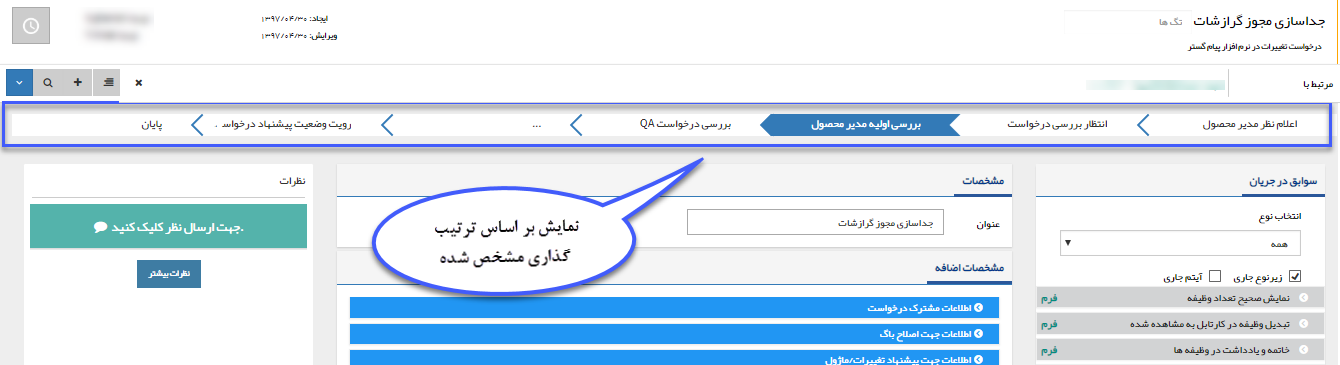 جداسازی مجوز گرازشات
تگ ها
ایجاد: ۱۳۹۷/۰۴/۳۰
درخواست تغییرات در نرم افزار پیام گستر
ویرایش: ۱۳۹۷/۰۴/۳۰
مرتبط با
اعلام نظر مدیر محصول
انتظار بررسی درخواست
بررسی اولیه مدیر محصول
بررسی درخواست QA
...
رویت وضعیت پیشنهاد درخواس.. .
پایان
سوابق در جریان
انتخاب نوع
همه
زیرنوع جاری
آیتم جاری
نمایش صحیح تعداد وظیفه
فرم
تبدیل وظیفه در کارتابل به مشاهده شده
فرم
خاتمه و یادداشت در وظیفه ها
فرم
مشخصات
عنوان
جداسازی مجوز گرازشات
نمایش بر اساس ترتیب
گذاری مشخص شده
مشخصات اضافه
اطلاعات مشترک درخواست
اطلاعات جهت اصلاح باگ
اطلاعات جهت پیشنهاد تغییرات/ماژول
نظرات
جهت ارسال نظر کلیک کنید.
نظرات بیشتر